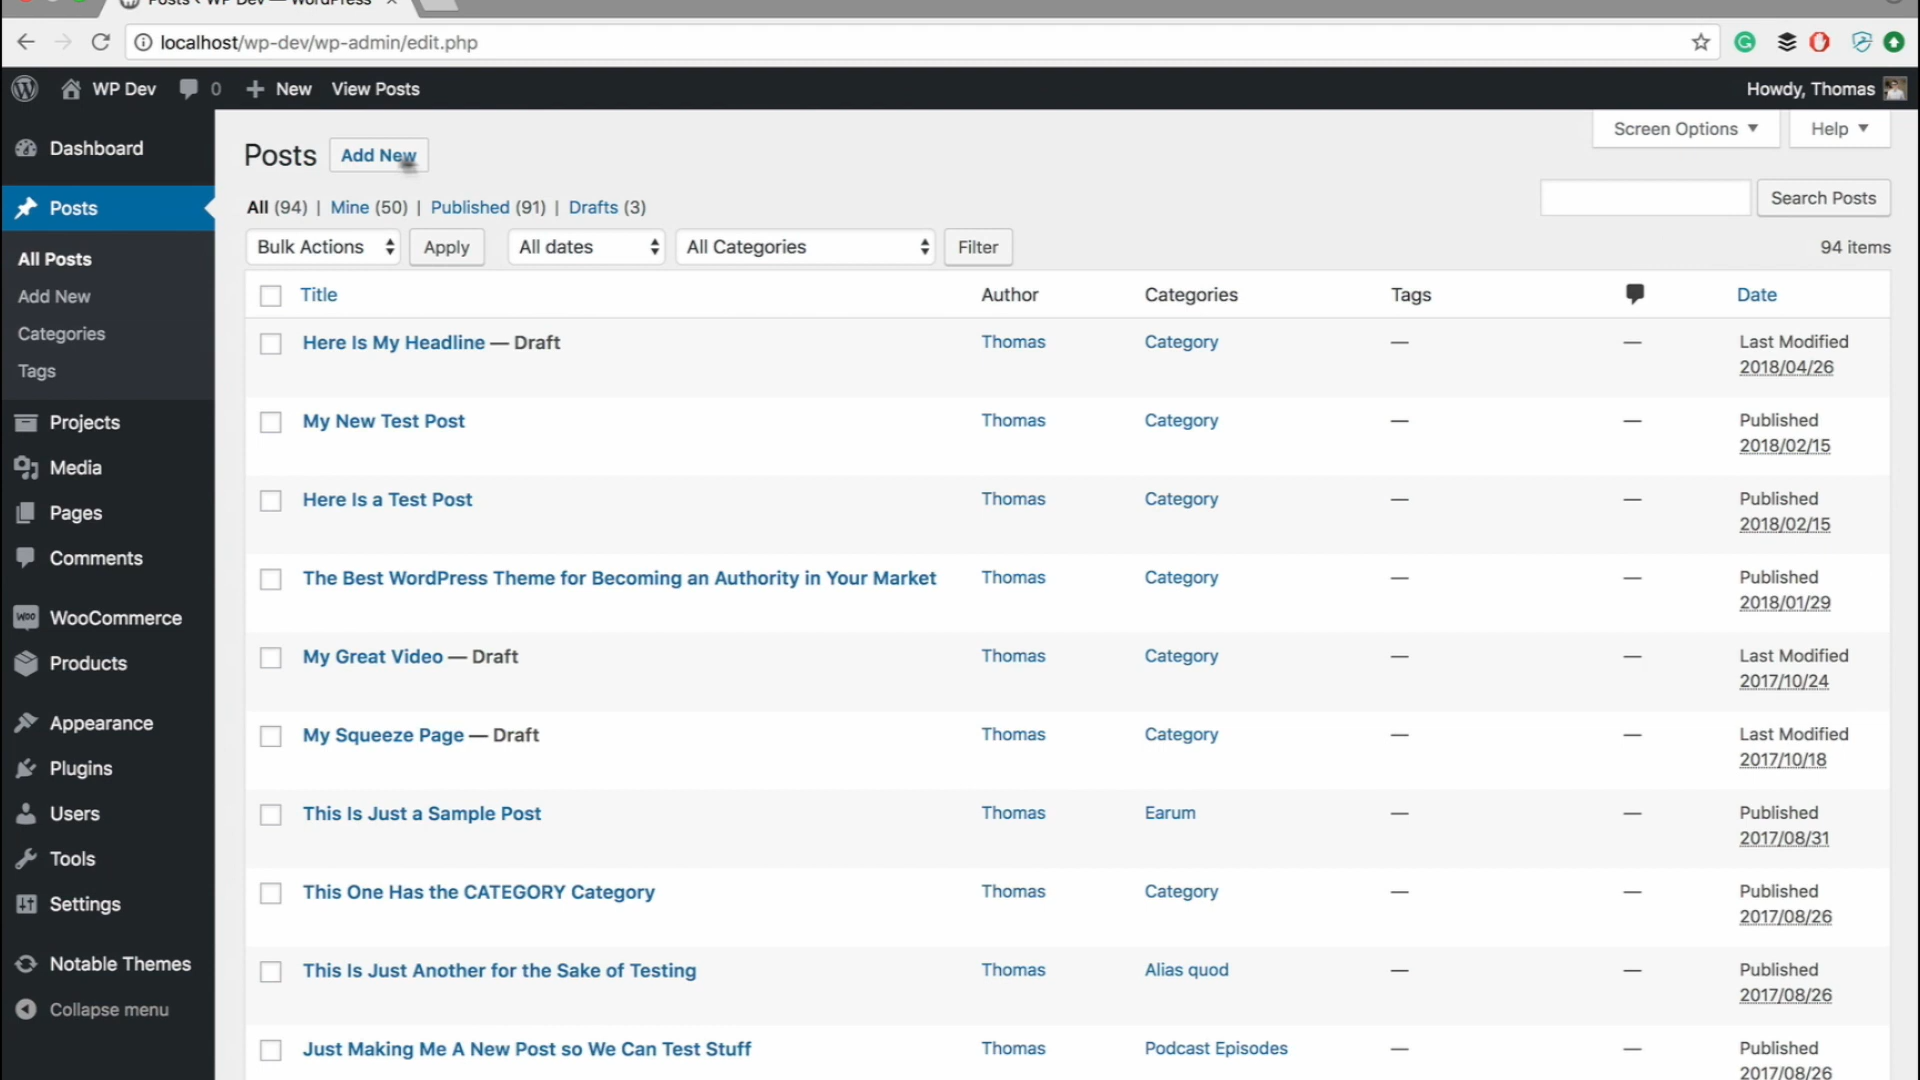 Posts ‹ WP Dev — WordPress
localhost/wp-dev/wp-admin/edit.php
WP Dev 0 New View Posts Howdy, Thomas
Screen Options Help
Dashboard
Posts
All Posts
Add New
Categories
Tags
Projects
Media
Pages
Comments
WooCommerce
Products
Appearance
Plugins
Users
Tools
Settings
Notable Themes
Collapse menu
Posts Add New
All (94) | Mine (50) | Published (91) | Drafts (3)
Search Posts
Bulk Actions Apply All dates All Categories Filter 94 items
Title Author Categories Tags Date
Here Is My Headline — Draft Thomas Category — — Last Modified
2018/04/26
My New Test Post Thomas Category — — Published
2018/02/15
Here Is a Test Post Thomas Category — — Published
2018/02/15
The Best WordPress Theme for Becoming an Authority in Your Market Thomas Category — — Published
2018/01/29
My Great Video — Draft Thomas Category — — Last Modified
2017/10/24
My Squeeze Page — Draft Thomas Category — — Last Modified
2017/10/18
This Is Just a Sample Post Thomas Earum — — Published
2017/08/31
This One Has the CATEGORY Category Thomas Category — — Published
2017/08/26
This Is Just Another for the Sake of Testing Thomas Alias quod — — Published
2017/08/26
Just Making Me A New Post so We Can Test Stuff Thomas Podcast Episodes — — Published
2017/08/26